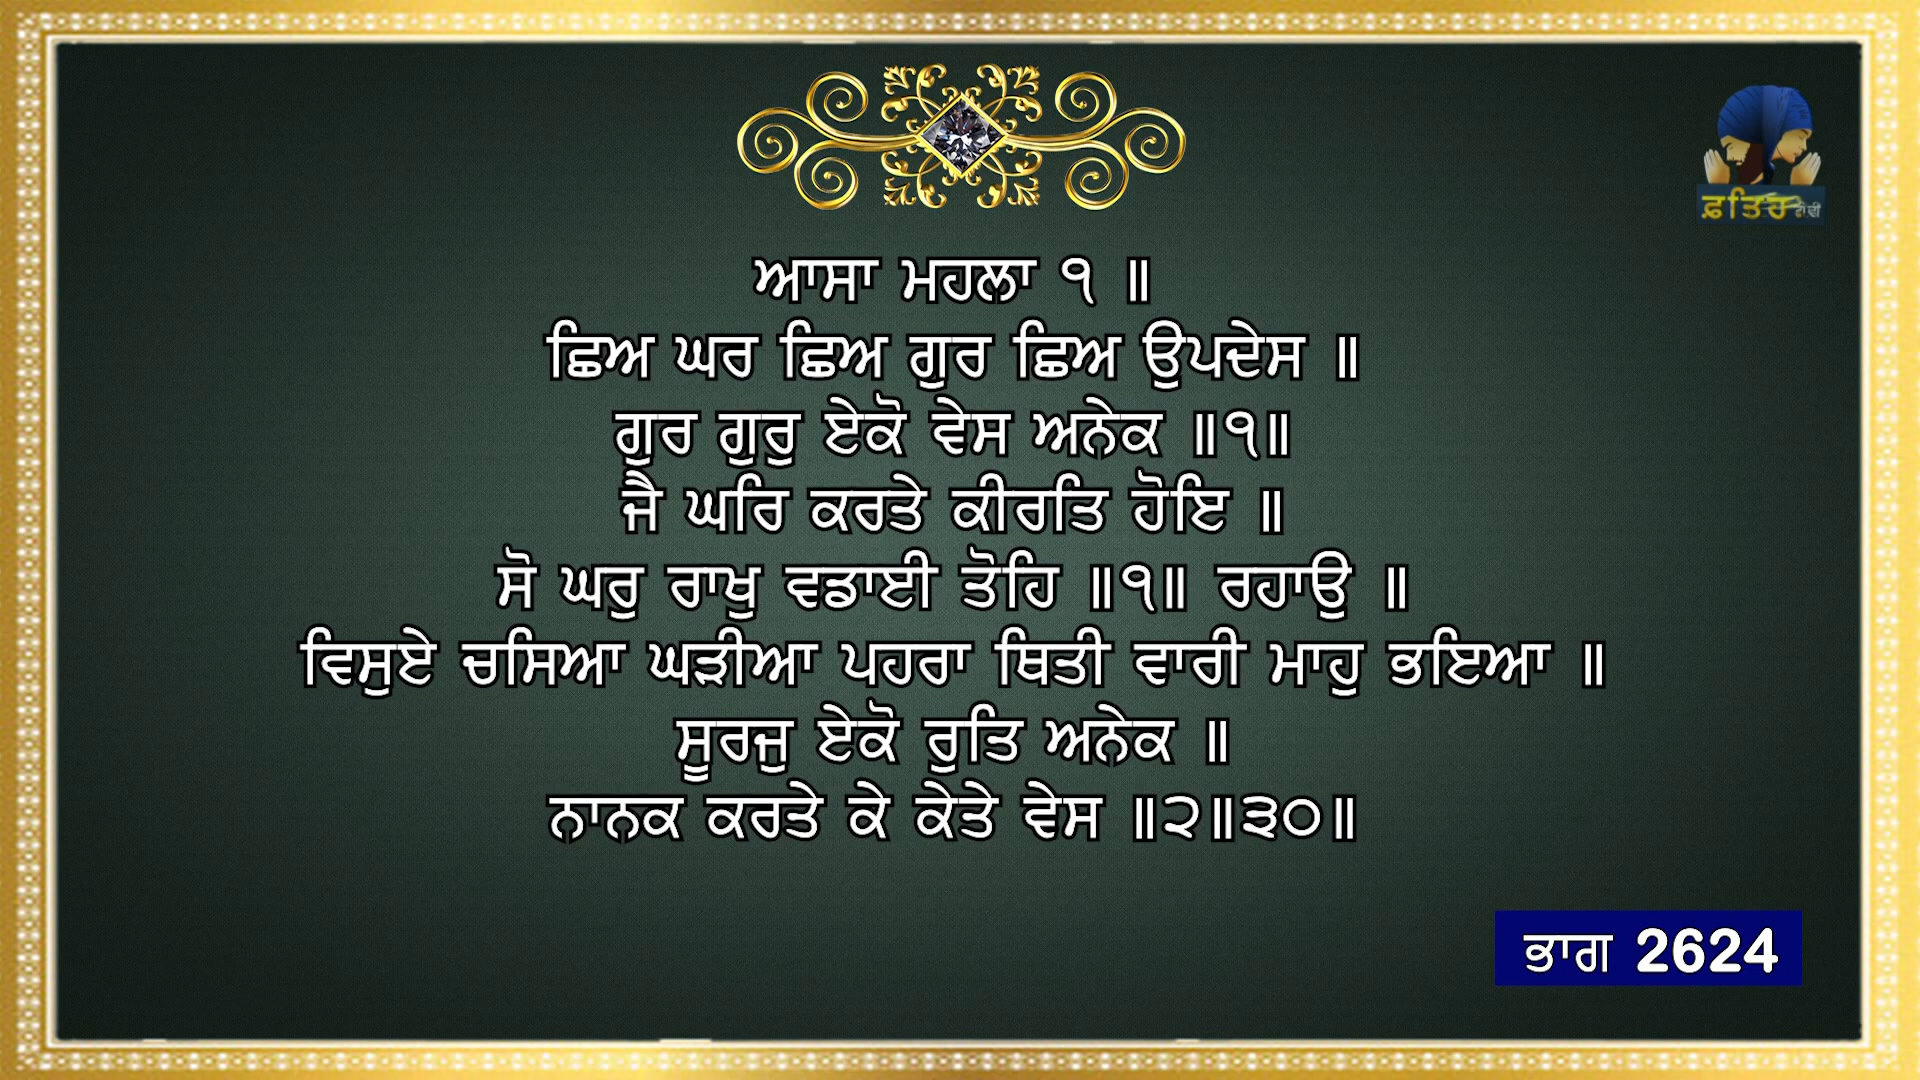 ਫ਼ਤਿਹ ਟੀਵੀ
ਆਸਾ ਮਹਲਾ ੧ ॥
ਛਿਅ ਘਰ ਛਿਅ ਗੁਰ ਛਿਅ ਉਪਦੇਸ ॥
ਗੁਰ ਗੁਰੁ ਏਕੋ ਵੇਸ ਅਨੇਕ ॥੧॥
ਜੈ ਘਰਿ ਕਰਤੇ ਕੀਰਤਿ ਹੋਇ ॥
ਸੋ ਘਰੁ ਰਾਖੁ ਵਡਾਈ ਤੋਹਿ ॥੧॥ ਰਹਾਉ ॥
ਵਿਸੁਏ ਚਸਿਆ ਘੜੀਆ ਪਹਰਾ ਥਿਤੀ ਵਾਰੀ ਮਾਹੁ ਭਇਆ ॥
ਸੂਰਜੁ ਏਕੋ ਰੁਤਿ ਅਨੇਕ ॥
ਨਾਨਕ ਕਰਤੇ ਕੇ ਕੇਤੇ ਵੇਸ ॥੨॥੩੦॥
ਭਾਗ 2624